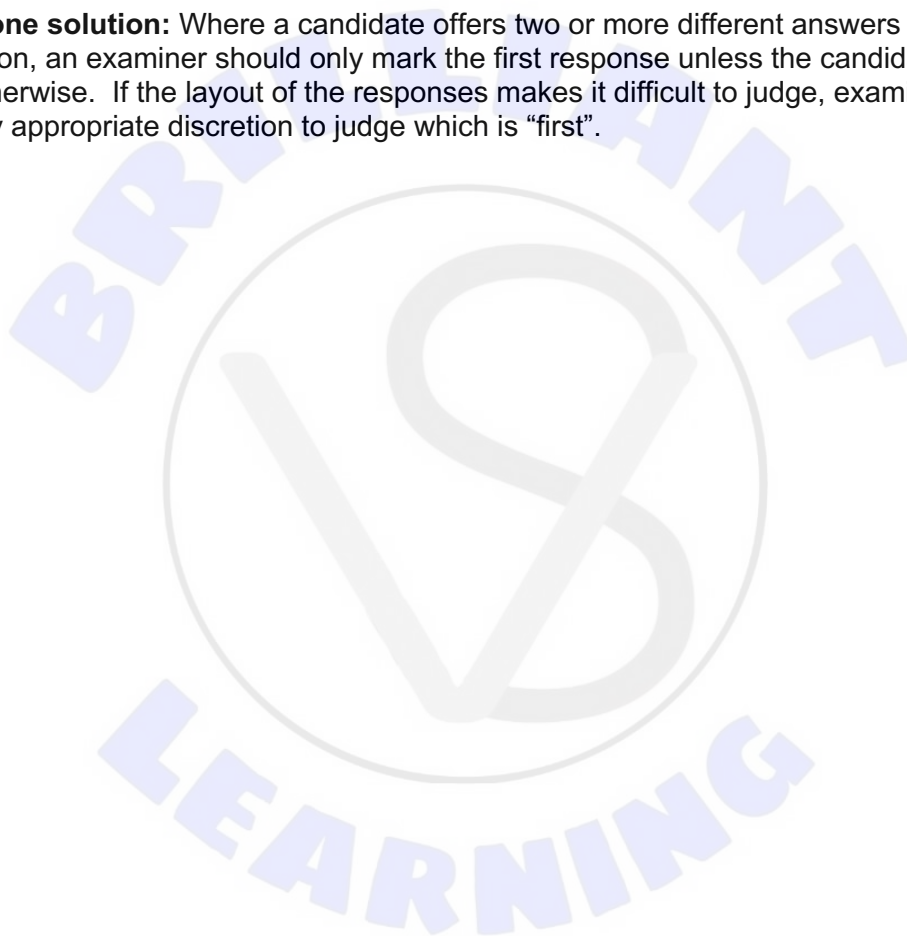 one solution: Where a candidate offers two or more different answers
on, an examiner should only mark the first response unless the candid
herwise. If the layout of the responses makes it difficult to judge, exam
y appropriate discretion to judge which is “first”.
BRILLIANT
VS
LEARNING